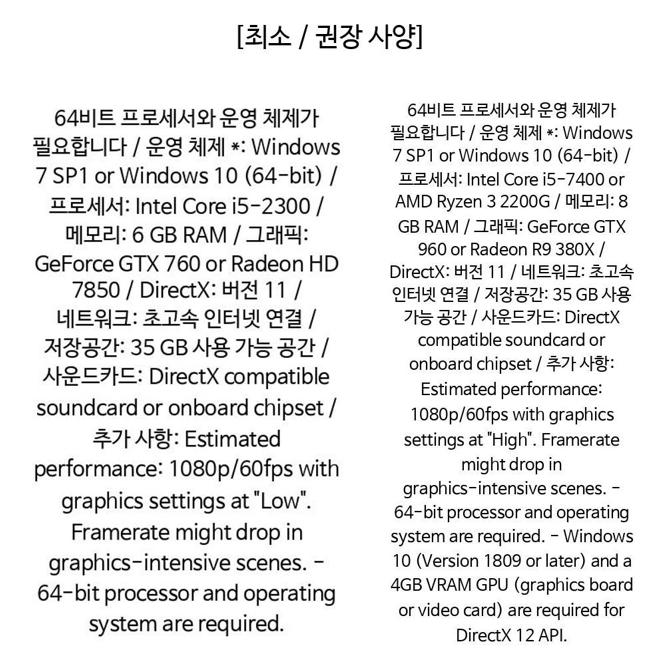 [최소 / 권장 사양]
64비트 프로세서와 운영 체제가
필요합니다 / 운영 체제 *: Windows
7 SP1 or Windows 10 (64-bit) /
프로세서: Intel Core i5-2300 /
메모리: 6 GB RAM / 그래픽:
GeForce GTX 760 or Radeon HD
7850 / DirectX: 버전 11 /
네트워크: 초고속 인터넷 연결 /
저장공간: 35 GB 사용 가능 공간 /
사운드카드: DirectX compatible
soundcard or onboard chipset /
추가 사항: Estimated
performance: 1080p/60fps with
graphics settings at "Low".
Framerate might drop in
graphics-intensive scenes. -
64-bit processor and operating
system are required.
64비트 프로세서와 운영 체제가
필요합니다 / 운영 체제 *: Windows
7 SP1 or Windows 10 (64-bit) /
프로세서: Intel Core i5-7400 or
AMD Ryzen 3 2200G / 메모리: 8
GB RAM / 그래픽: GeForce GTX
960 or Radeon R9 380X /
DirectX: 버전 11 / 네트워크: 초고속
인터넷 연결 / 저장공간: 35 GB 사용
가능 공간 / 사운드카드: DirectX
compatible soundcard or
onboard chipset / 추가 사항:
Estimated performance:
1080p/60fps with graphics
settings at "High". Framerate
might drop in
graphics-intensive scenes. -
64-bit processor and operating
system are required. - Windows
10 (Version 1809 or later) and a
4GB VRAM GPU (graphics board
or video card) are required for
DirectX 12 API.